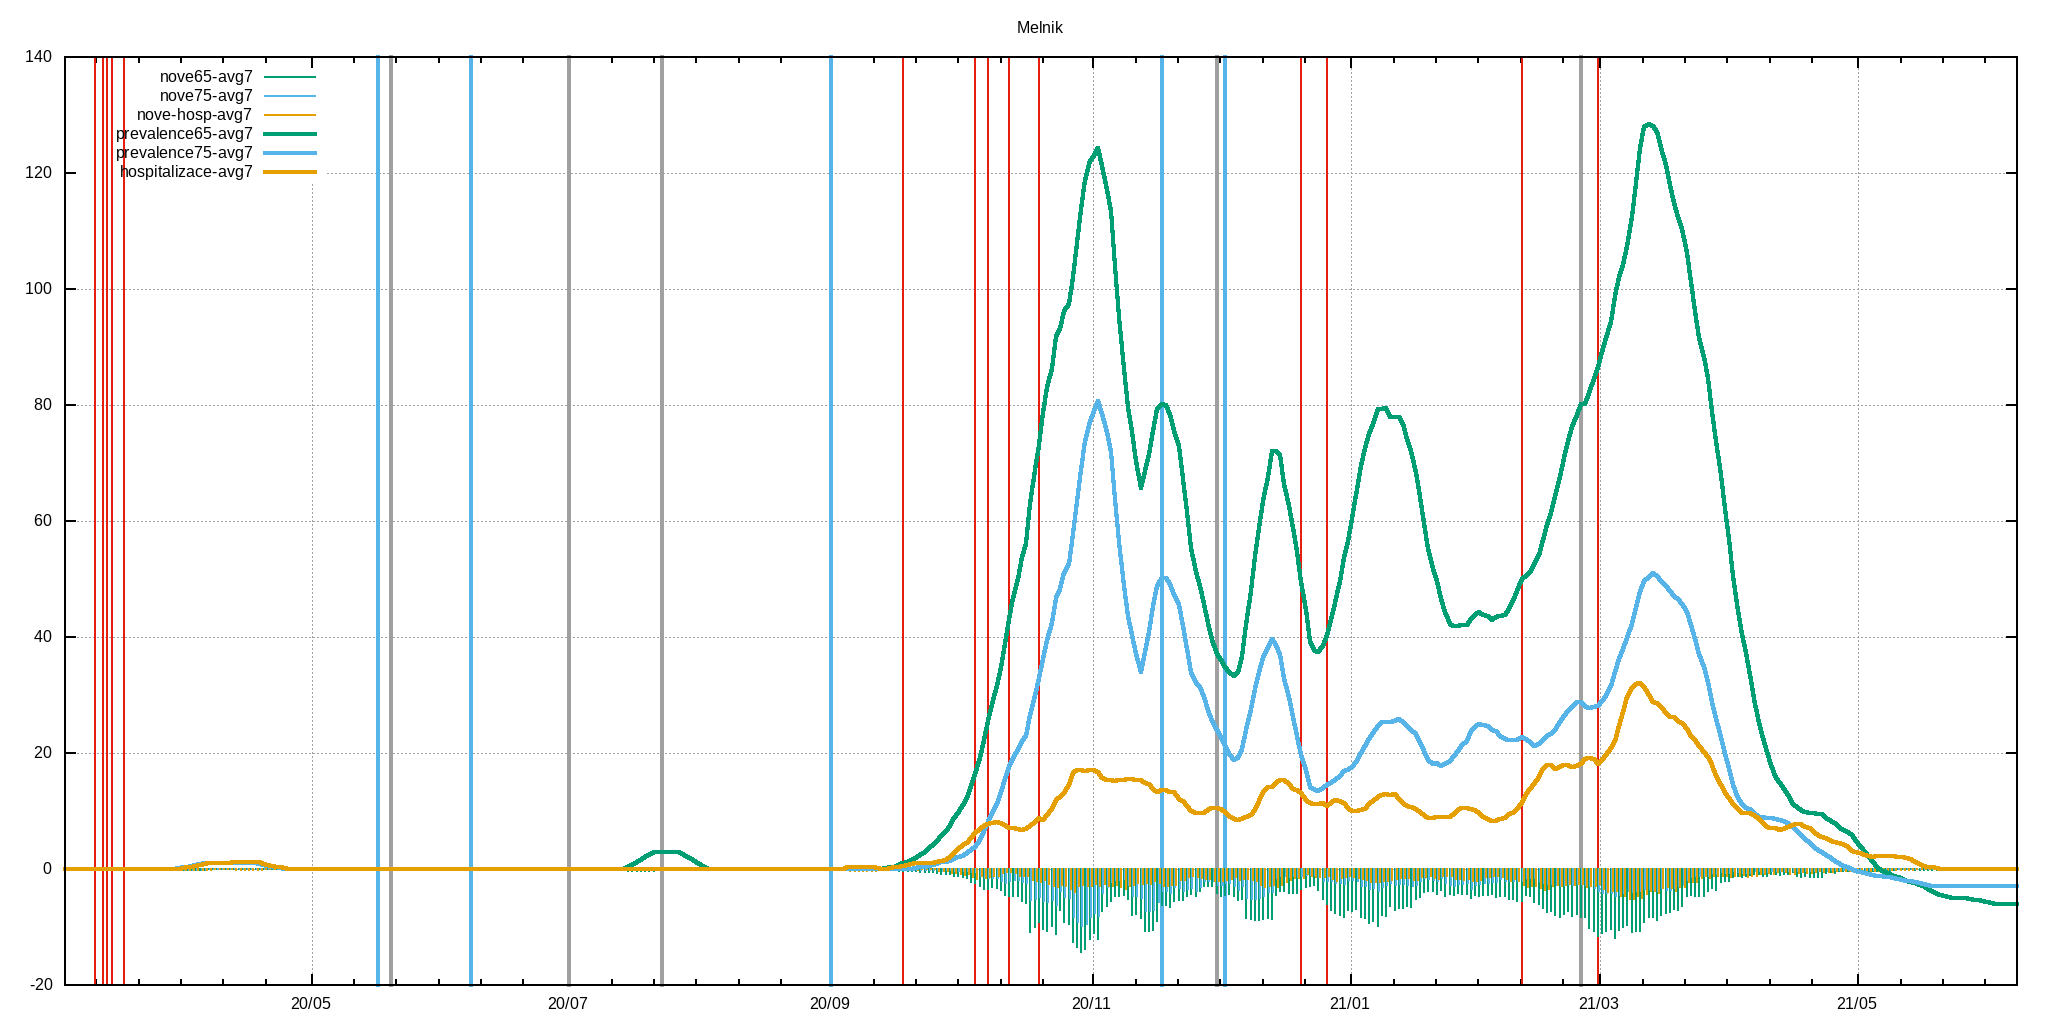 Melnik
140
120
100
80
60
40
20
0
-20
nove65-avg7
nove75-avg7
nove-hosp-avg7
prevalence65-avg7
prevalence75-avg7
hospitalizace-avg7
20/05
20/07
20/09
20/11
21/01
21/03
21/05